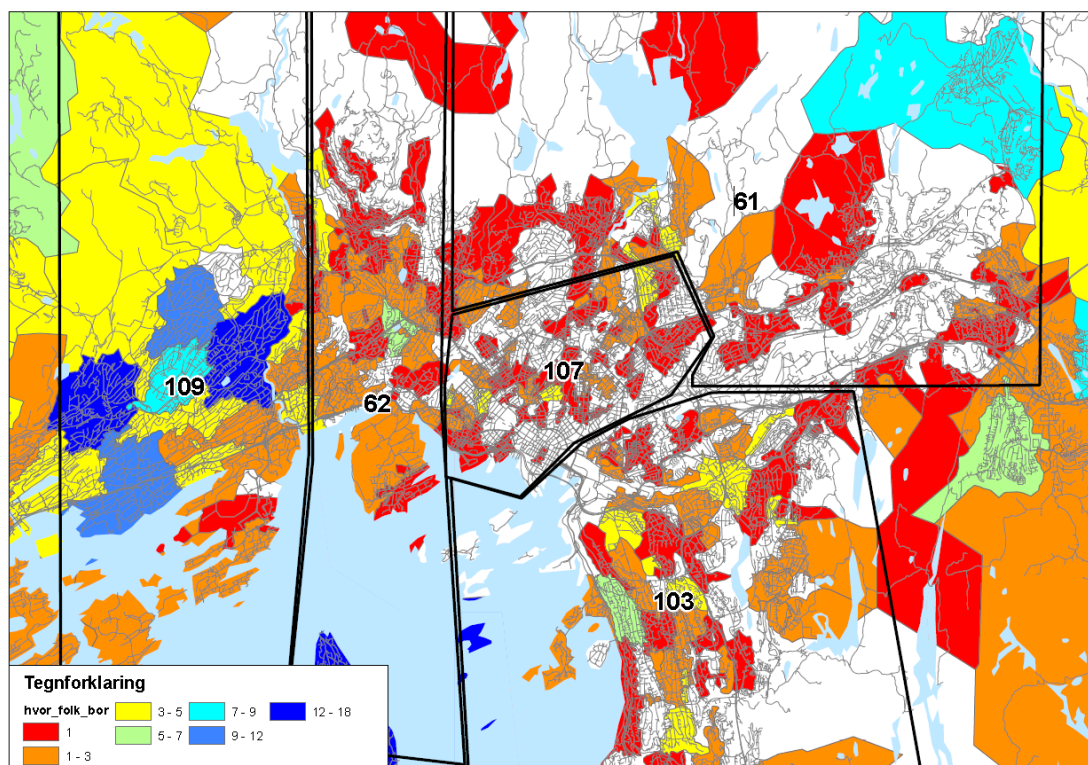 61
109
107
62
103
Tegnforklaring
hvor_folk_bor
1
1 - 3
3 - 5
5 - 7
7 - 9
9 - 12
12 - 18